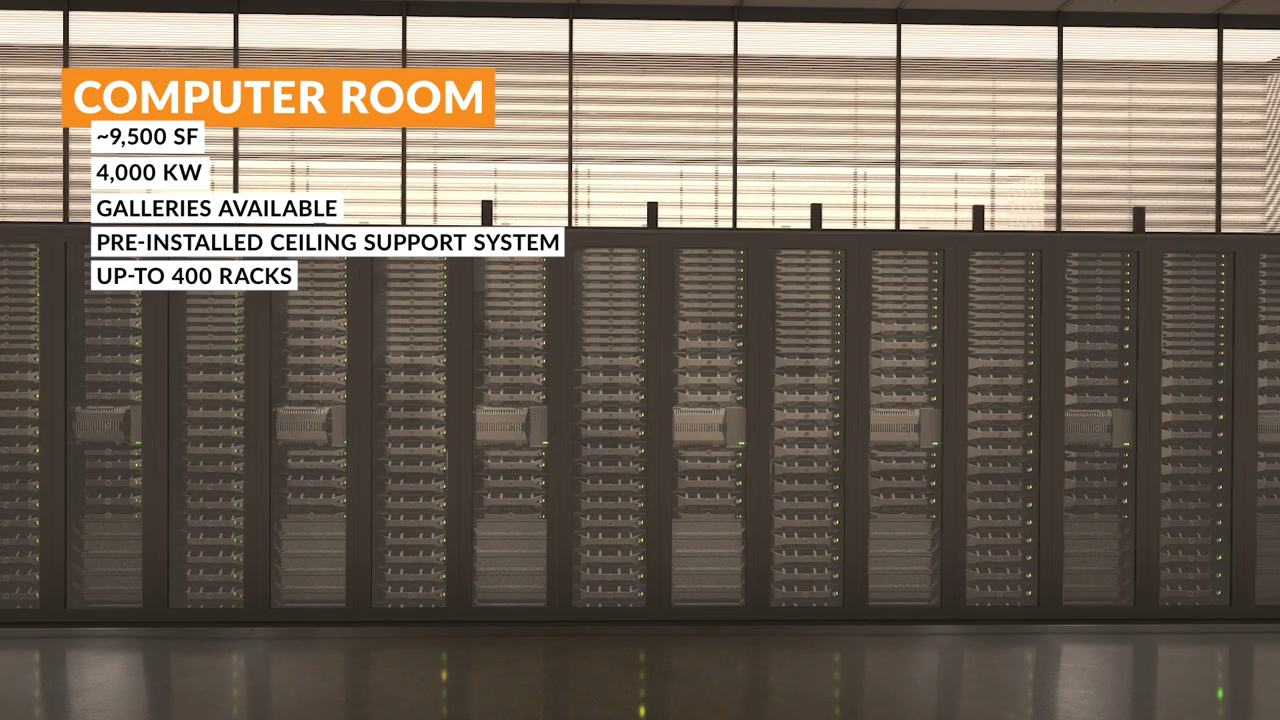 COMPUTER ROOM
~9,500 SF
4,000 KW
GALLERIES AVAILABLE
PRE-INSTALLED CEILING SUPPORT SYSTEM
UP-TO 400 RACKS